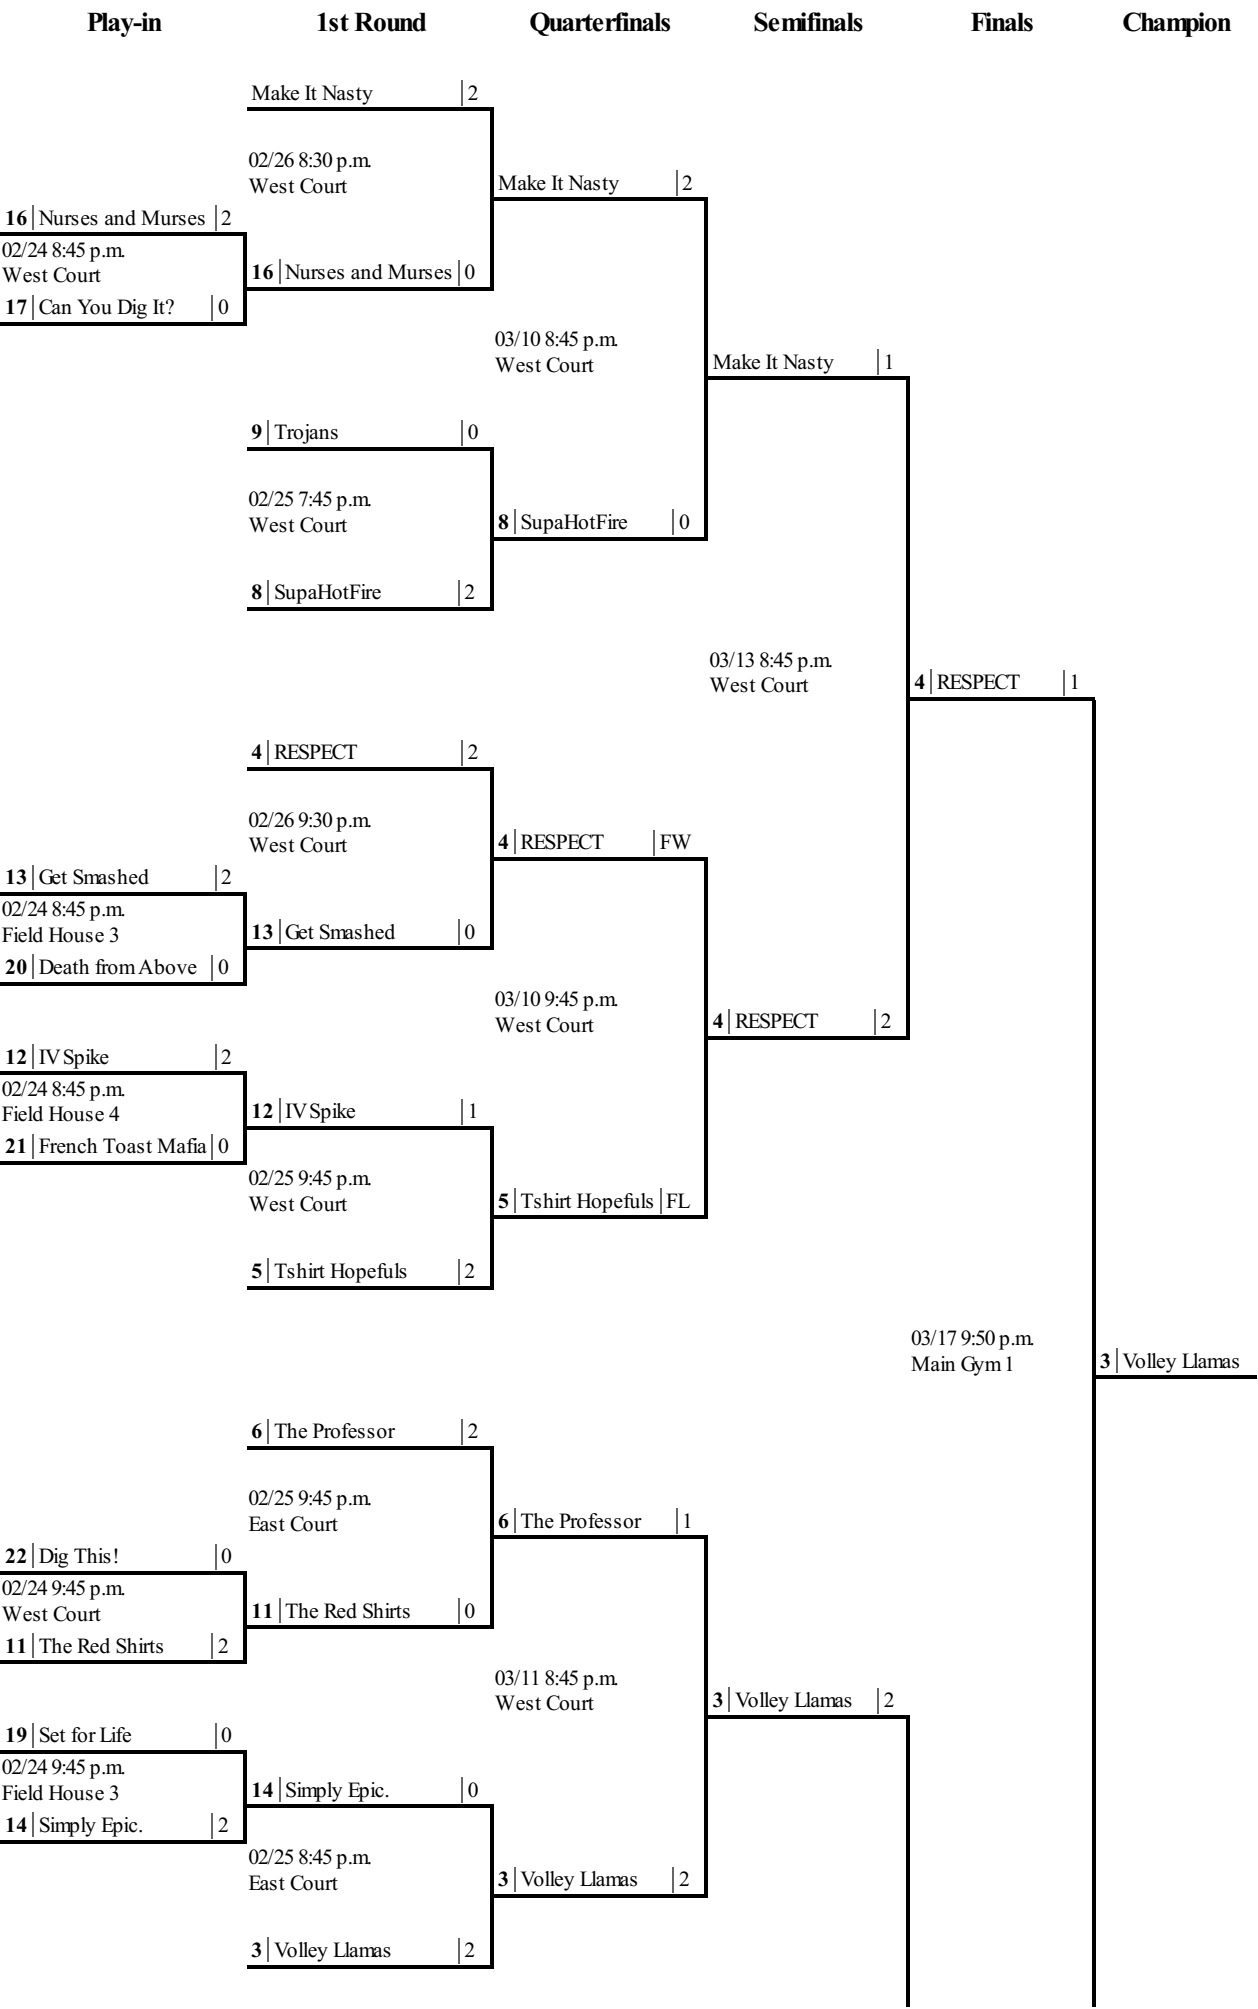 Play-in 1st Round Quarterfinals Semifinals Finals Champion
Make It Nasty 2
02/26 8:30 p.m.
West Court
Make It Nasty 2
16 Nurses and Murses 2
02/24 8:45 p.m.
West Court
16 Nurses and Murses 0
17 Can You Dig It? 0
03/10 8:45 p.m.
West Court
Make It Nasty 1
9 Trojans 0
02/25 7:45 p.m.
West Court
8 SupaHotFire 0
8 SupaHotFire 2
03/13 8:45 p.m.
West Court
4 RESPECT 1
4 RESPECT 2
02/26 9:30 p.m.
West Court
4 RESPECT FW
13 Get Smashed 2
02/24 8:45 p.m.
Field House 3
13 Get Smashed 0
20 Death from Above 0
03/10 9:45 p.m.
West Court
4 RESPECT 2
12 IV Spike 2
02/24 8:45 p.m.
Field House 4
12 IV Spike 1
21 French Toast Mafia 0
02/25 9:45 p.m.
West Court
5 Tshirt Hopefuls FL
5 Tshirt Hopefuls 2
03/17 9:50 p.m.
Main Gym 1
3 Volley Llamas
6 The Professor 2
02/25 9:45 p.m.
East Court
6 The Professor 1
22 Dig This! 0
02/24 9:45 p.m.
West Court
11 The Red Shirts 0
11 The Red Shirts 2
03/11 8:45 p.m.
West Court
3 Volley Llamas 2
19 Set for Life 0
02/24 9:45 p.m.
Field House 3
14 Simply Epic. 0
14 Simply Epic. 2
02/25 8:45 p.m.
East Court
3 Volley Llamas 2
3 Volley Llamas 2